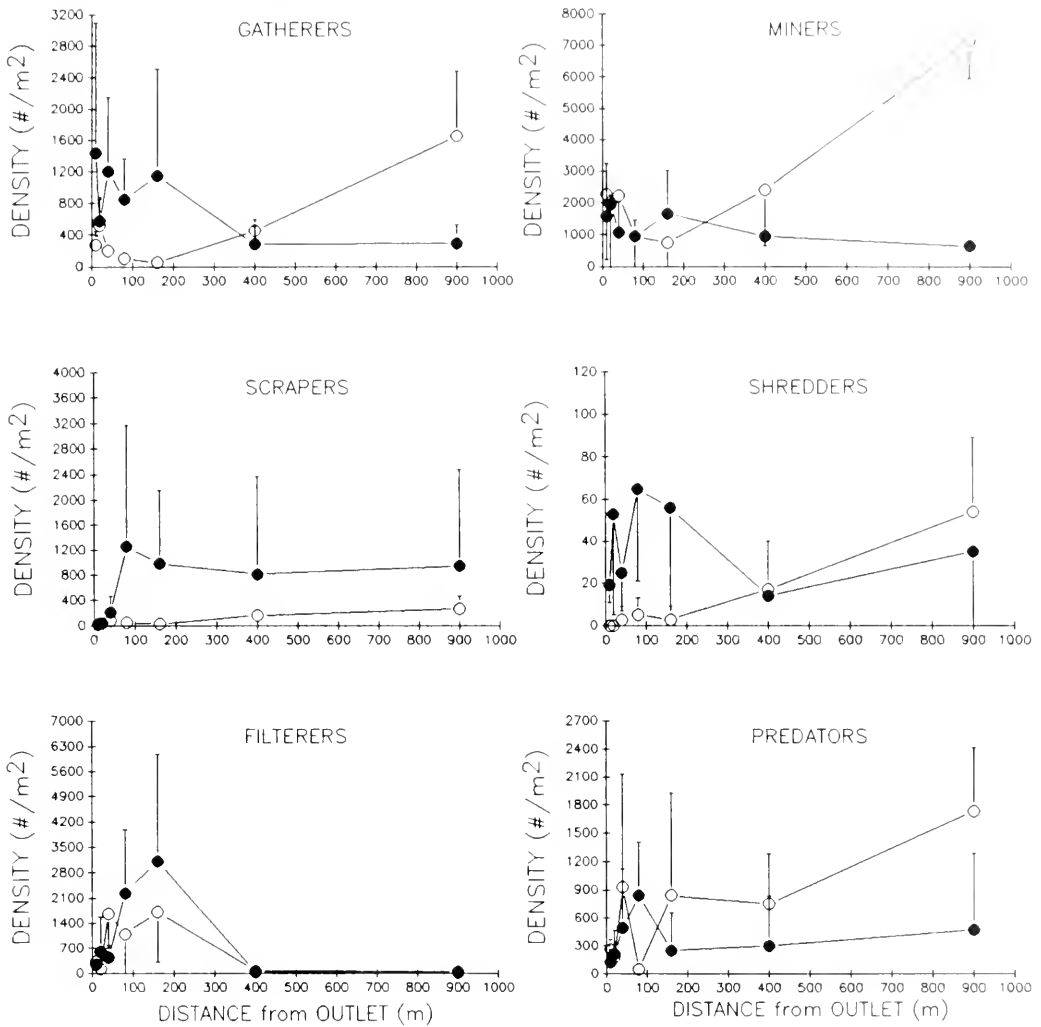 GATHERERS
DENSITY (#/m2)
3200
2800
2400
2000
1600
1200
800
400
0
0 100 200 300 400 500 600 700 800 900 1000
MINERS
DENSITY (#/m2)
8000
7000
6000
5000
4000
3000
2000
1000
0
0 100 200 300 400 500 600 700 800 900 1000
SCRAPERS
DENSITY (#/m2)
4000
3600
3200
2800
2400
2000
1600
1200
800
400
0
0 100 200 300 400 500 600 700 800 900 1000
SHREDDERS
DENSITY (#/m2)
120
100
80
60
40
20
0
0 100 200 300 400 500 600 700 800 900 1000
FILTERERS
DENSITY (#/m2)
7000
6300
5600
4900
4200
3500
2800
2100
1400
700
0
0 100 200 300 400 500 600 700 800 900 1000
DISTANCE from OUTLET (m)
PREDATORS
DENSITY (#/m2)
2700
2400
2100
1800
1500
1200
900
600
300
0
0 100 200 300 400 500 600 700 800 900 1000
DISTANCE from OUTLET (m)